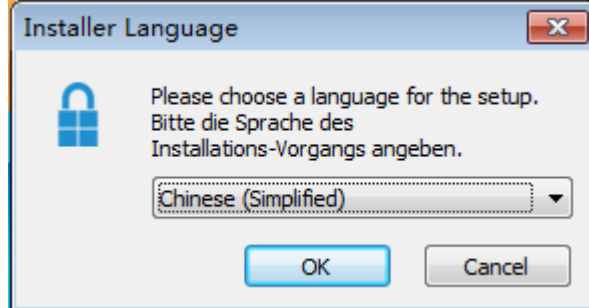 Installer Language
Please choose a language for the setup.
Bitte die Sprache des
Installations-Vorgangs angeben.
Chinese (Simplified)
OK
Cancel